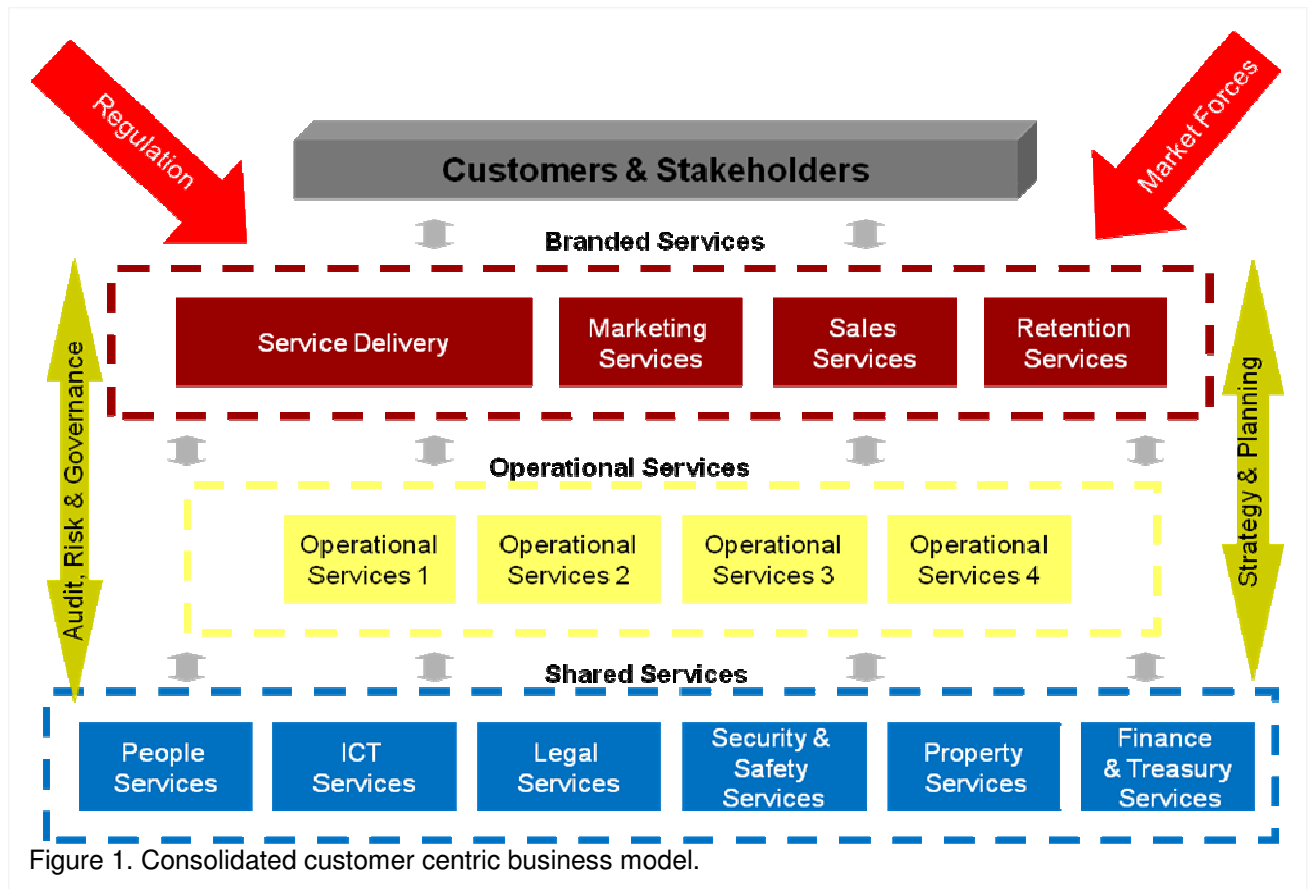 Regulation
Market Forces
Customers & Stakeholders
Branded Services
Service Delivery
Marketing
Services
Sales
Services
Retention
Services
Audit, Risk & Governance
Strategy & Planning
Operational Services
Operational
Services 1
Operational
Services 2
Operational
Services 3
Operational
Services 4
Shared Services
People
Services
ICT
Services
Legal
Services
Security &
Safety
Services
Property
Services
Finance
& Treasury
Services
Figure 1. Consolidated customer centric business model.